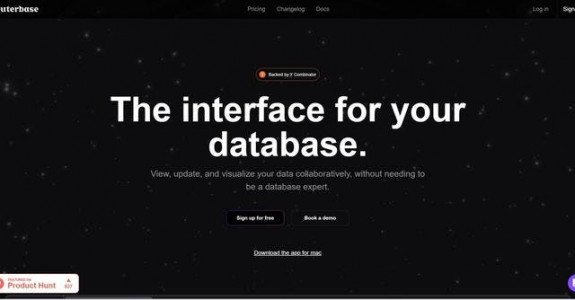 uterbase
Pricing Changelog Docs
Log in Sign
Backed by Y Combinator
The interface for your
database.
View, update, and visualize your data collaboratively, without needing to
be a database expert.
Sign up for free Book a demo
Download the app for mac
FEATURED ON
Product Hunt